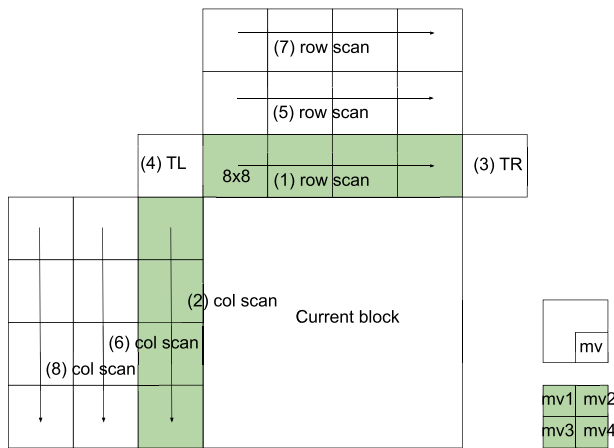 (7) row scan
(5) row scan
(4) TL
8x8
(1) row scan
(3) TR
(2) col scan
Current block
(6) col scan
(8) col scan
mv
mv1 mv2
mv3 mv4